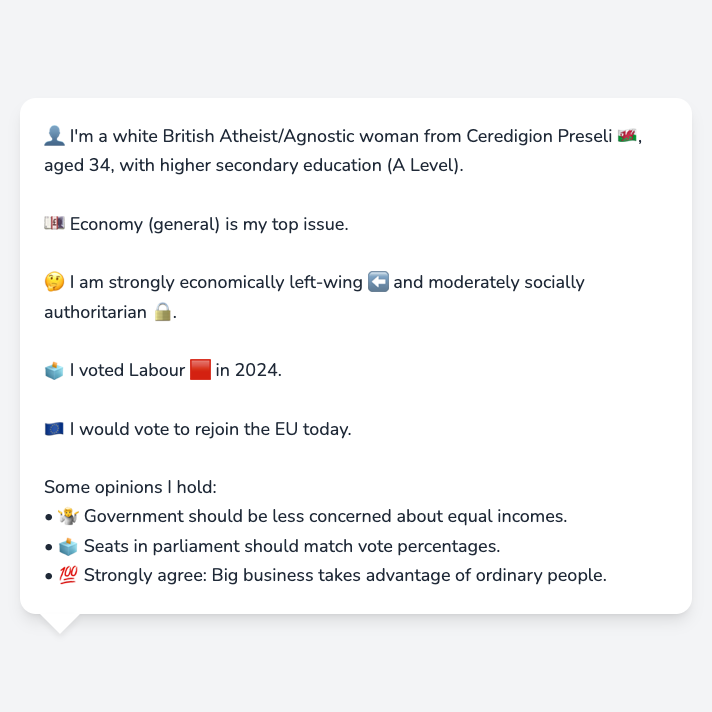 👤 I'm a white British Atheist/Agnostic woman from Ceredigion Preseli 🏴󠁧󠁢󠁷󠁬󠁳󠁿,
aged 34, with higher secondary education (A Level).
💷 Economy (general) is my top issue.
🤔 I am strongly economically left-wing ⬅️ and moderately socially
authoritarian 🔒.
🗳️ I voted Labour 🟥 in 2024.
🇪🇺 I would vote to rejoin the EU today.
Some opinions I hold:
• 🤷 Government should be less concerned about equal incomes.
• 🗳️ Seats in parliament should match vote percentages.
• 💯 Strongly agree: Big business takes advantage of ordinary people.